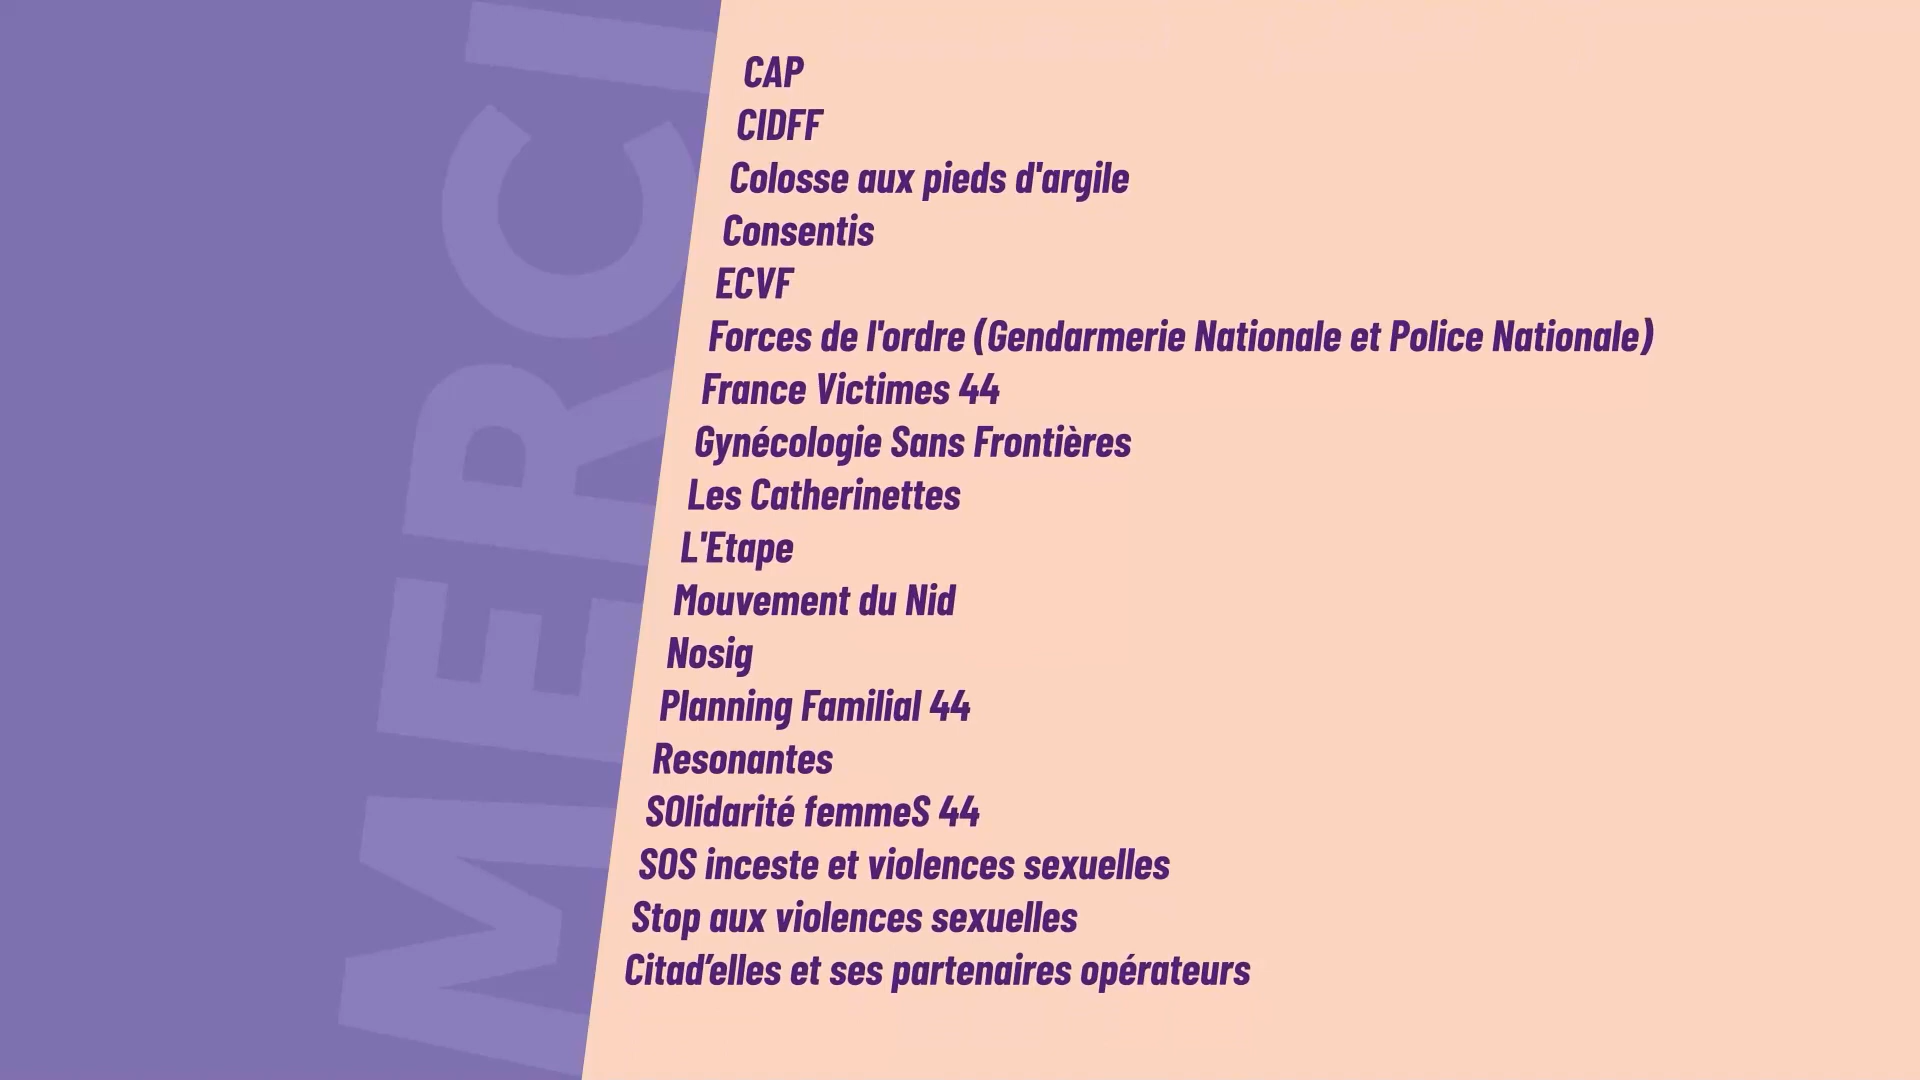 MERCI
CAP
CIDFF
Colosse aux pieds d'argile
Consentis
ECVF
Forces de l'ordre (Gendarmerie Nationale et Police Nationale)
France Victimes 44
Gynécologie Sans Frontières
Les Catherinettes
L'Etape
Mouvement du Nid
Nosig
Planning Familial 44
Resonantes
SOlidarité femmeS 44
SOS inceste et violences sexuelles
Stop aux violences sexuelles
Citad’elles et ses partenaires opérateurs